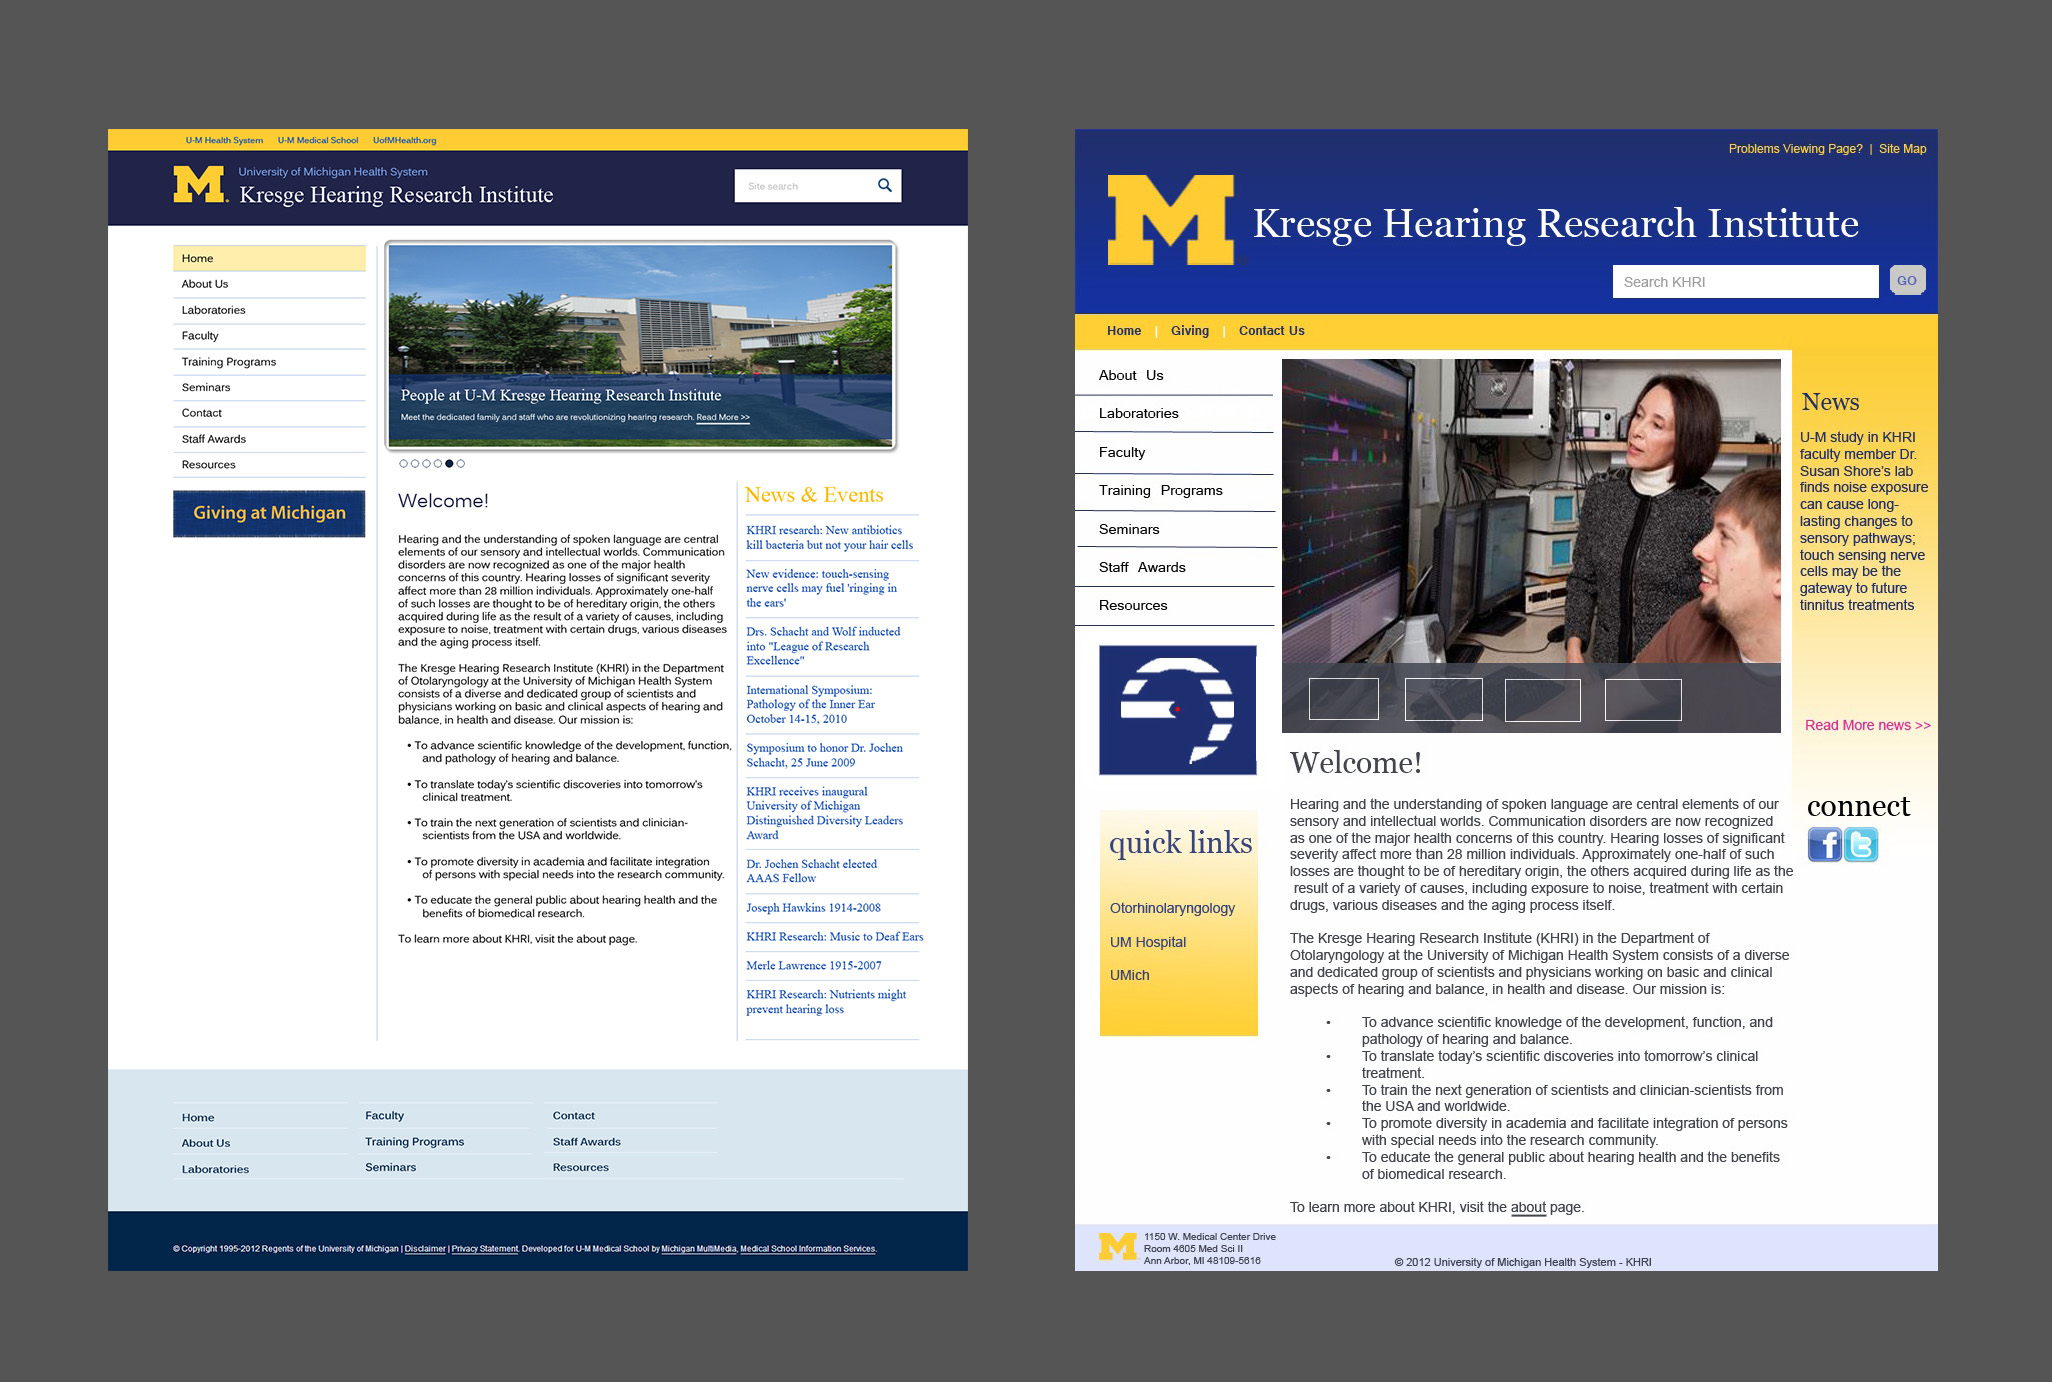 U-M Health System U-M Medical School UofMHealth.org
M
University of Michigan Health System
Kresge Hearing Research Institute
Site search
Home
About Us
Laboratories
Faculty
Training Programs
Seminars
Contact
Staff Awards
Resources
Giving at Michigan
People at U-M Kresge Hearing Research Institute
Meet the dedicated family and staff who are revolutionizing hearing research. Read More >>
Welcome!
Hearing and the understanding of spoken language are central
elements of our sensory and intellectual worlds. Communication
disorders are now recognized as one of the major health
concerns of this country. Hearing losses of significant severity
affect more than 28 million individuals. Approximately one-half
of such losses are thought to be of hereditary origin, the others
acquired during life as the result of a variety of causes, including
exposure to noise, treatment with certain drugs, various diseases
and the aging process itself.
The Kresge Hearing Research Institute (KHRI) in the Department
of Otolaryngology at the University of Michigan Health System
consists of a diverse and dedicated group of scientists and
physicians working on basic and clinical aspects of hearing and
balance, in health and disease. Our mission is:
• To advance scientific knowledge of the development, function,
and pathology of hearing and balance.
• To translate today's scientific discoveries into tomorrow's
clinical treatment.
• To train the next generation of scientists and clinician-
scientists from the USA and worldwide.
• To promote diversity in academia and facilitate integration
of persons with special needs into the research community.
• To educate the general public about hearing health and the
benefits of biomedical research.
To learn more about KHRI, visit the about page.
News & Events
KHRI research: New antibiotics
kill bacteria but not your hair cells
New evidence: touch-sensing
nerve cells may fuel 'ringing in
the ears'
Drs. Schacht and Wolf inducted
into "League of Research
Excellence"
International Symposium:
Pathology of the Inner Ear
October 14-15, 2010
Symposium to honor Dr. Jochen
Schacht, 25 June 2009
KHRI receives inaugural
University of Michigan
Distinguished Diversity Leaders
Award
Dr. Jochen Schacht elected
AAAS Fellow
Joseph Hawkins 1914-2008
KHRI Research: Music to Deaf Ears
Merle Lawrence 1915-2007
KHRI Research: Nutrients might
prevent hearing loss
Home
About Us
Laboratories
Faculty
Training Programs
Seminars
Contact
Staff Awards
Resources
© Copyright 1995-2012 Regents of the University of Michigan | Disclaimer | Privacy Statement. Developed for U-M Medical School by Michigan MultiMedia, Medical School Information Services.
Problems Viewing Page? | Site Map
M
Kresge Hearing Research Institute
Search KHRI
GO
Home | Giving | Contact Us
About Us
Laboratories
Faculty
Training Programs
Seminars
Staff Awards
Resources
quick links
Otorhinolaryngology
UM Hospital
UMich
Welcome!
Hearing and the understanding of spoken language are central elements of our
sensory and intellectual worlds. Communication disorders are now recognized
as one of the major health concerns of this country. Hearing losses of significant
severity affect more than 28 million individuals. Approximately one-half of such
losses are thought to be of hereditary origin, the others acquired during life as the
result of a variety of causes, including exposure to noise, treatment with certain
drugs, various diseases and the aging process itself.
The Kresge Hearing Research Institute (KHRI) in the Department of
Otolaryngology at the University of Michigan Health System consists of a diverse
and dedicated group of scientists and physicians working on basic and clinical
aspects of hearing and balance, in health and disease. Our mission is:
• To advance scientific knowledge of the development, function, and
pathology of hearing and balance.
• To translate today's scientific discoveries into tomorrow's clinical
treatment.
• To train the next generation of scientists and clinician-scientists from
the USA and worldwide.
• To promote diversity in academia and facilitate integration of persons
with special needs into the research community.
• To educate the general public about hearing health and the benefits
of biomedical research.
To learn more about KHRI, visit the about page.
News
U-M study in KHRI
faculty member Dr.
Susan Shore's lab
finds noise exposure
can cause long-
lasting changes to
sensory pathways;
touch sensing nerve
cells may be the
gateway to future
tinnitus treatments
Read More news >>
connect
f t
M
1150 W. Medical Center Drive
Room 4605 Med Sci II
Ann Arbor, MI 48109-5616
© 2012 University of Michigan Health System - KHRI